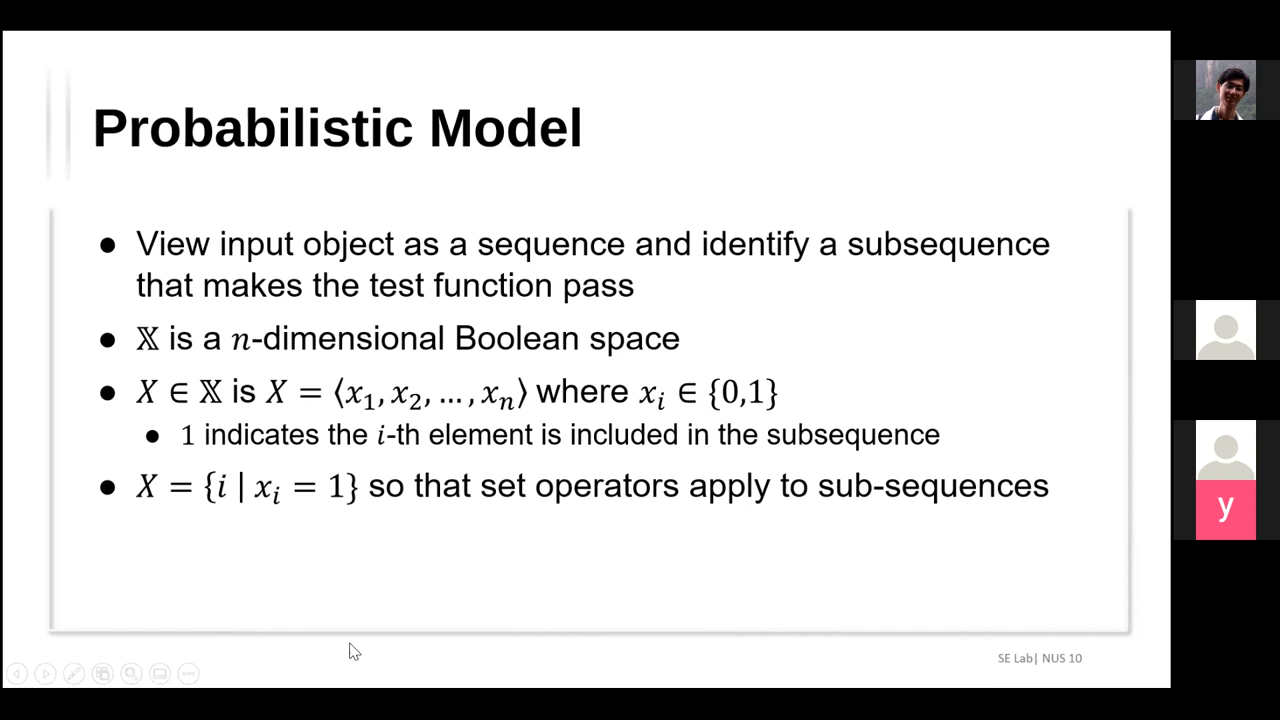 Probabilistic Model
● View input object as a sequence and identify a subsequence
that makes the test function pass
● 𝕏 is a 𝑛-dimensional Boolean space
● 𝑋 ∈ 𝕏 is 𝑋 = ⟨𝑥₁, 𝑥₂, … , 𝑥ₙ⟩ where 𝑥ᵢ ∈ {0,1}
● 1 indicates the 𝑖-th element is included in the subsequence
● 𝑋 = {𝑖 | 𝑥ᵢ = 1} so that set operators apply to sub-sequences
SE Lab| NUS 10
y